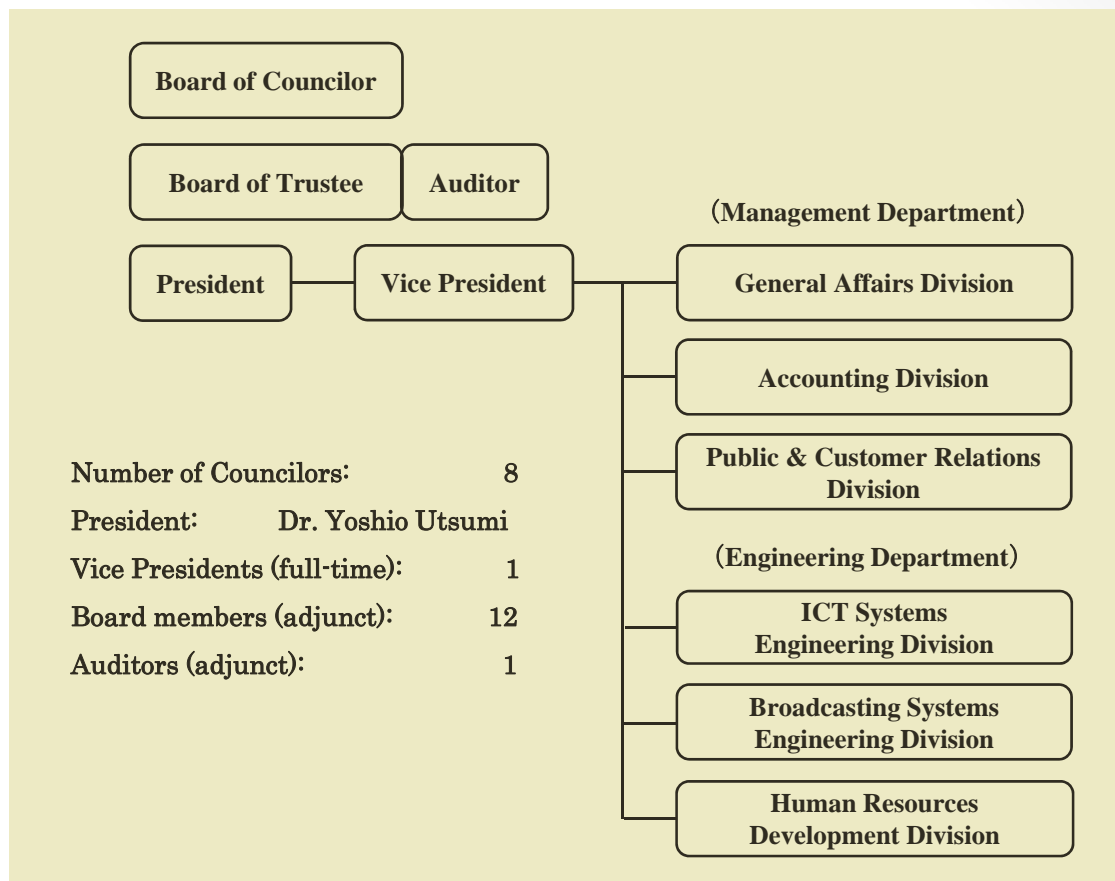 Board of Councilor
Board of Trustee
Auditor
(Management Department)
President
Vice President
General Affairs Division
Accounting Division
Public & Customer Relations
Division
(Engineering Department)
ICT Systems
Engineering Division
Broadcasting Systems
Engineering Division
Human Resources
Development Division
Number of Councilors: 8
President: Dr. Yoshio Utsumi
Vice Presidents (full-time): 1
Board members (adjunct): 12
Auditors (adjunct): 1